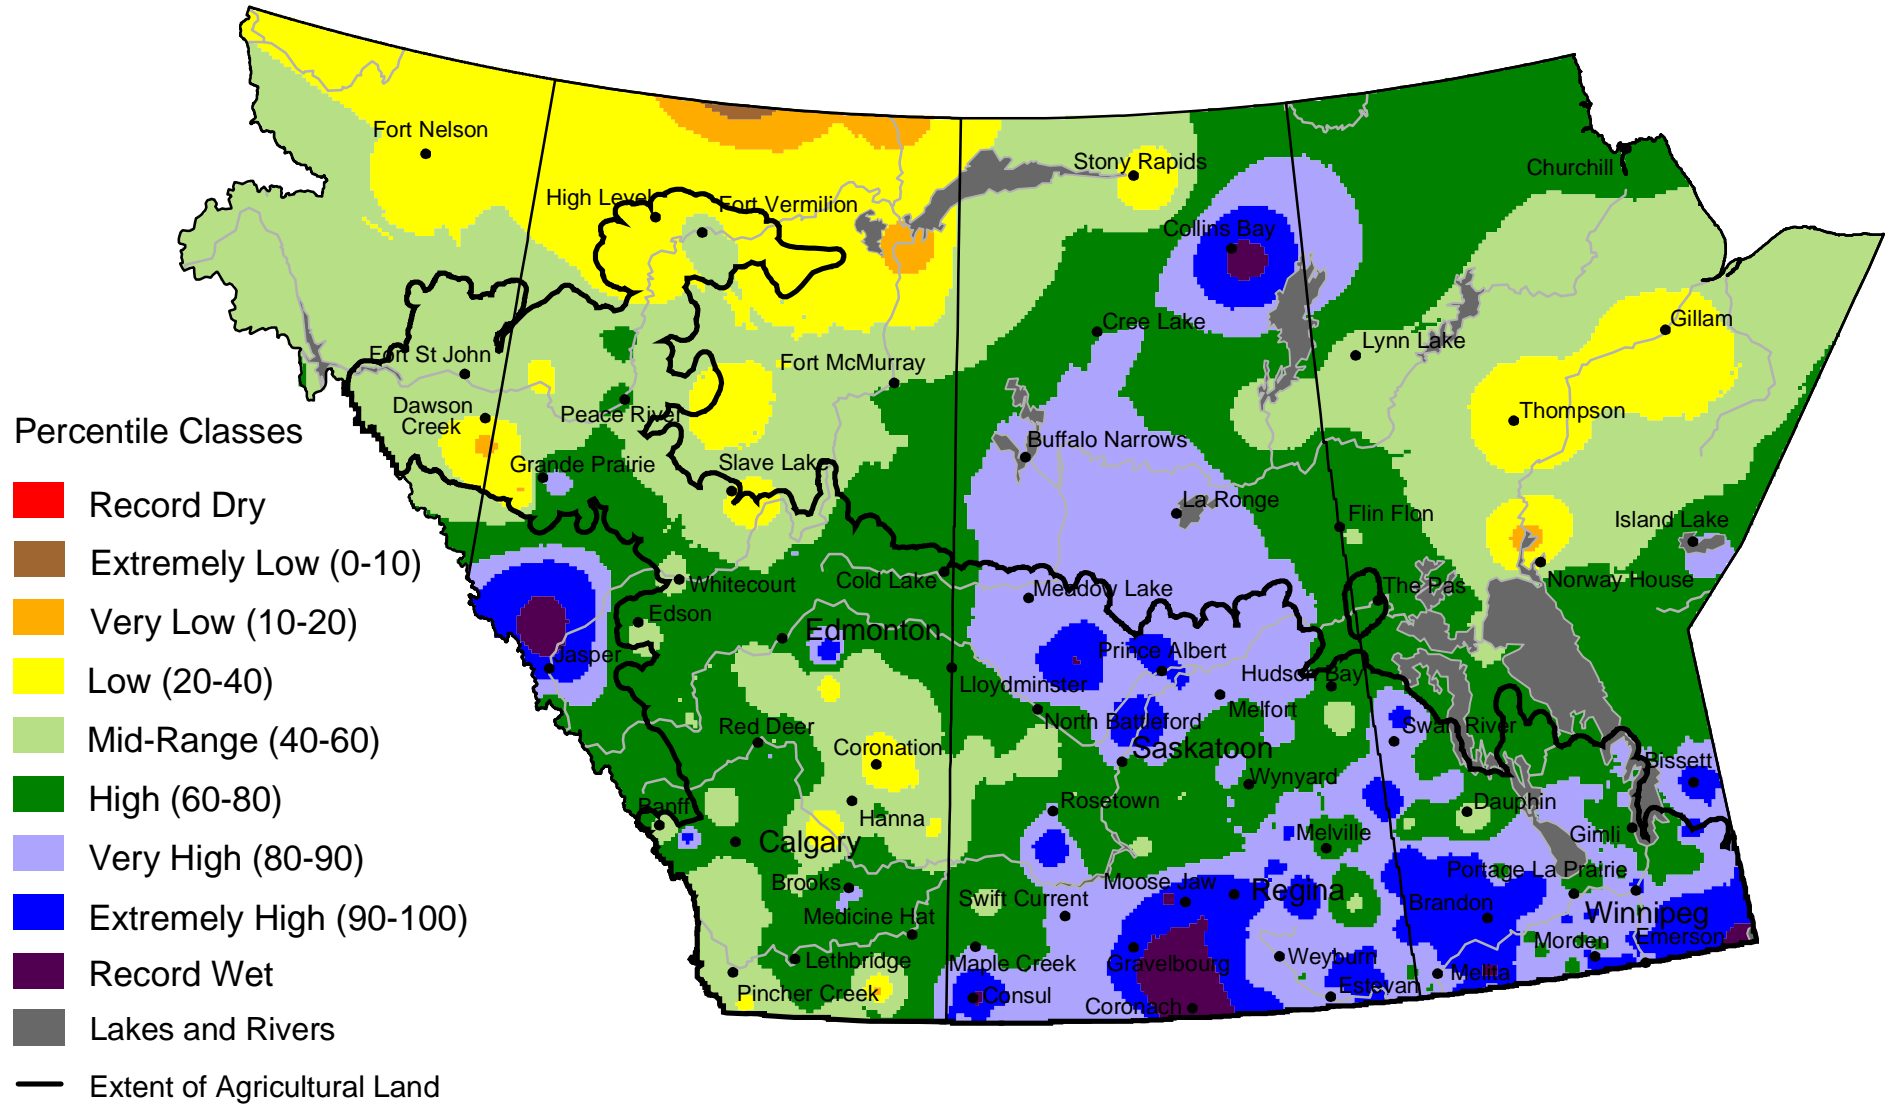 Fort Nelson
Churchill
Stony Rapids
High Level
Fort Vermilion
Collins Bay
Gillam
Cree Lake
Lynn Lake
Fort St John
Fort McMurray
Dawson
Creek
Peace River
Thompson
Percentile Classes
Buffalo Narrows
Grande Prairie
Slave Lake
La Ronge
Flin Flon
Island Lake
Record Dry
Extremely Low (0-10)
Whitecourt
Cold Lake
Meadow Lake
The Pas
Norway House
Very Low (10-20)
Edson
Edmonton
Jasper
Prince Albert
Hudson Bay
Low (20-40)
Lloydminster
Melfort
North Battleford
Swan River
Red Deer
Mid-Range (40-60)
Coronation
Saskatoon
Bissett
Wynyard
High (60-80)
Banff
Hanna
Rosetown
Dauphin
Calgary
Melville
Gimli
Very High (80-90)
Brooks
Moose Jaw
Regina
Portage La Prairie
Swift Current
Brandon
Extremely High (90-100)
Medicine Hat
Winnipeg
Morden
Emerson
Lethbridge
Maple Creek
Gravelbourg
Weyburn
Record Wet
Melita
Pincher Creek
Consul
Estevan
Coronach
Lakes and Rivers
Extent of Agricultural Land